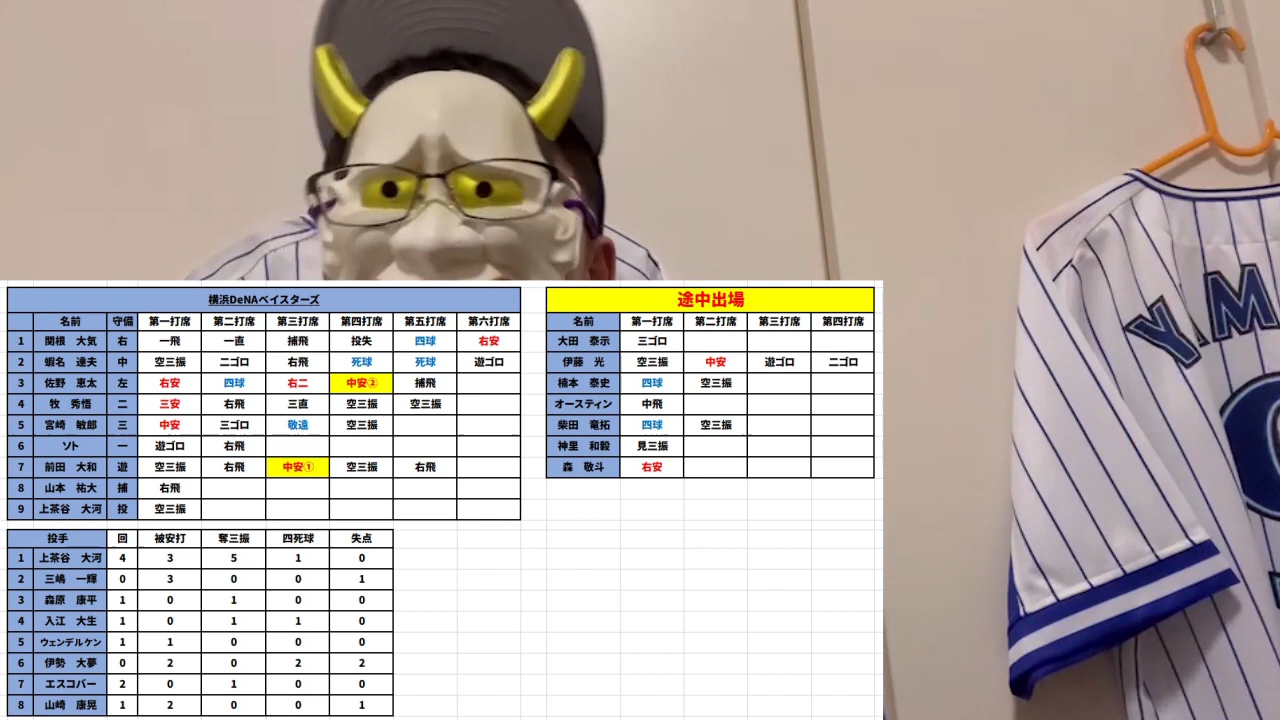 横浜DeNAベイスターズ
名前 守備 第一打席 第二打席 第三打席 第四打席 第五打席 第六打席
1 関根 大気 右 一飛 一直 捕飛 投失 四球 右安
2 蝦名 達夫 中 空三振 二ゴロ 右飛 死球 死球 遊ゴロ
3 佐野 恵太 左 右安 四球 右二 中安② 捕飛
4 牧 秀悟 二 三安 右飛 三直 空三振 空三振
5 宮崎 敏郎 三 中安 三ゴロ 敬遠 空三振
6 ソト 一 遊ゴロ 右飛
7 前田 大和 遊 空三振 右飛 中安① 空三振 右飛
8 山本 祐大 捕 右飛
9 上茶谷 大河 投 空三振
途中出場
名前 第一打席 第二打席 第三打席 第四打席
大田 泰示 三ゴロ
伊藤 光 空三振 中安 遊ゴロ 二ゴロ
楠本 泰史 四球 空三振
オースティン 中飛
柴田 竜拓 四球 空三振
神里 和毅 見三振
森 敬斗 右安
投手 回 被安打 奪三振 四死球 失点
1 上茶谷 大河 4 3 5 1 0
2 三嶋 一輝 0 3 0 0 1
3 森原 康平 1 0 1 0 0
4 入江 大生 1 0 1 1 0
5 ウェンデルケン 1 1 0 0 0
6 伊勢 大夢 0 2 0 2 2
7 エスコバー 2 0 1 0 0
8 山崎 康晃 1 2 0 0 1
YAM